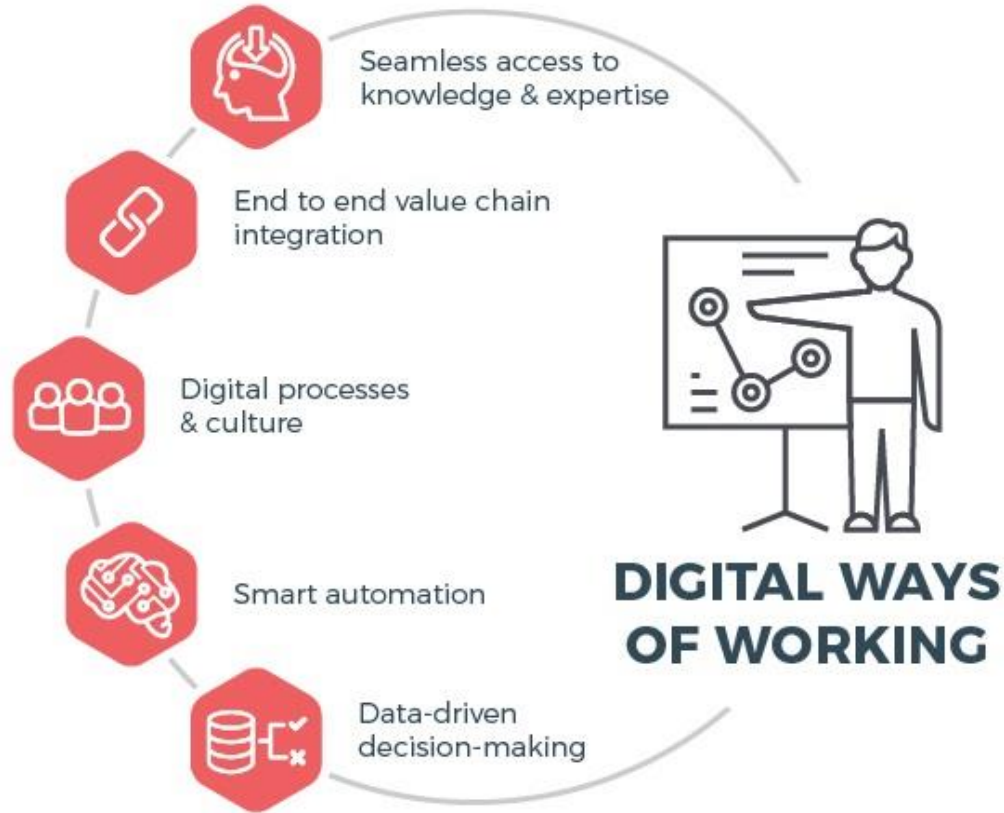 Seamless access to
knowledge & expertise
End to end value chain
integration
Digital processes
& culture
Smart automation
Data-driven
decision-making
DIGITAL WAYS
OF WORKING